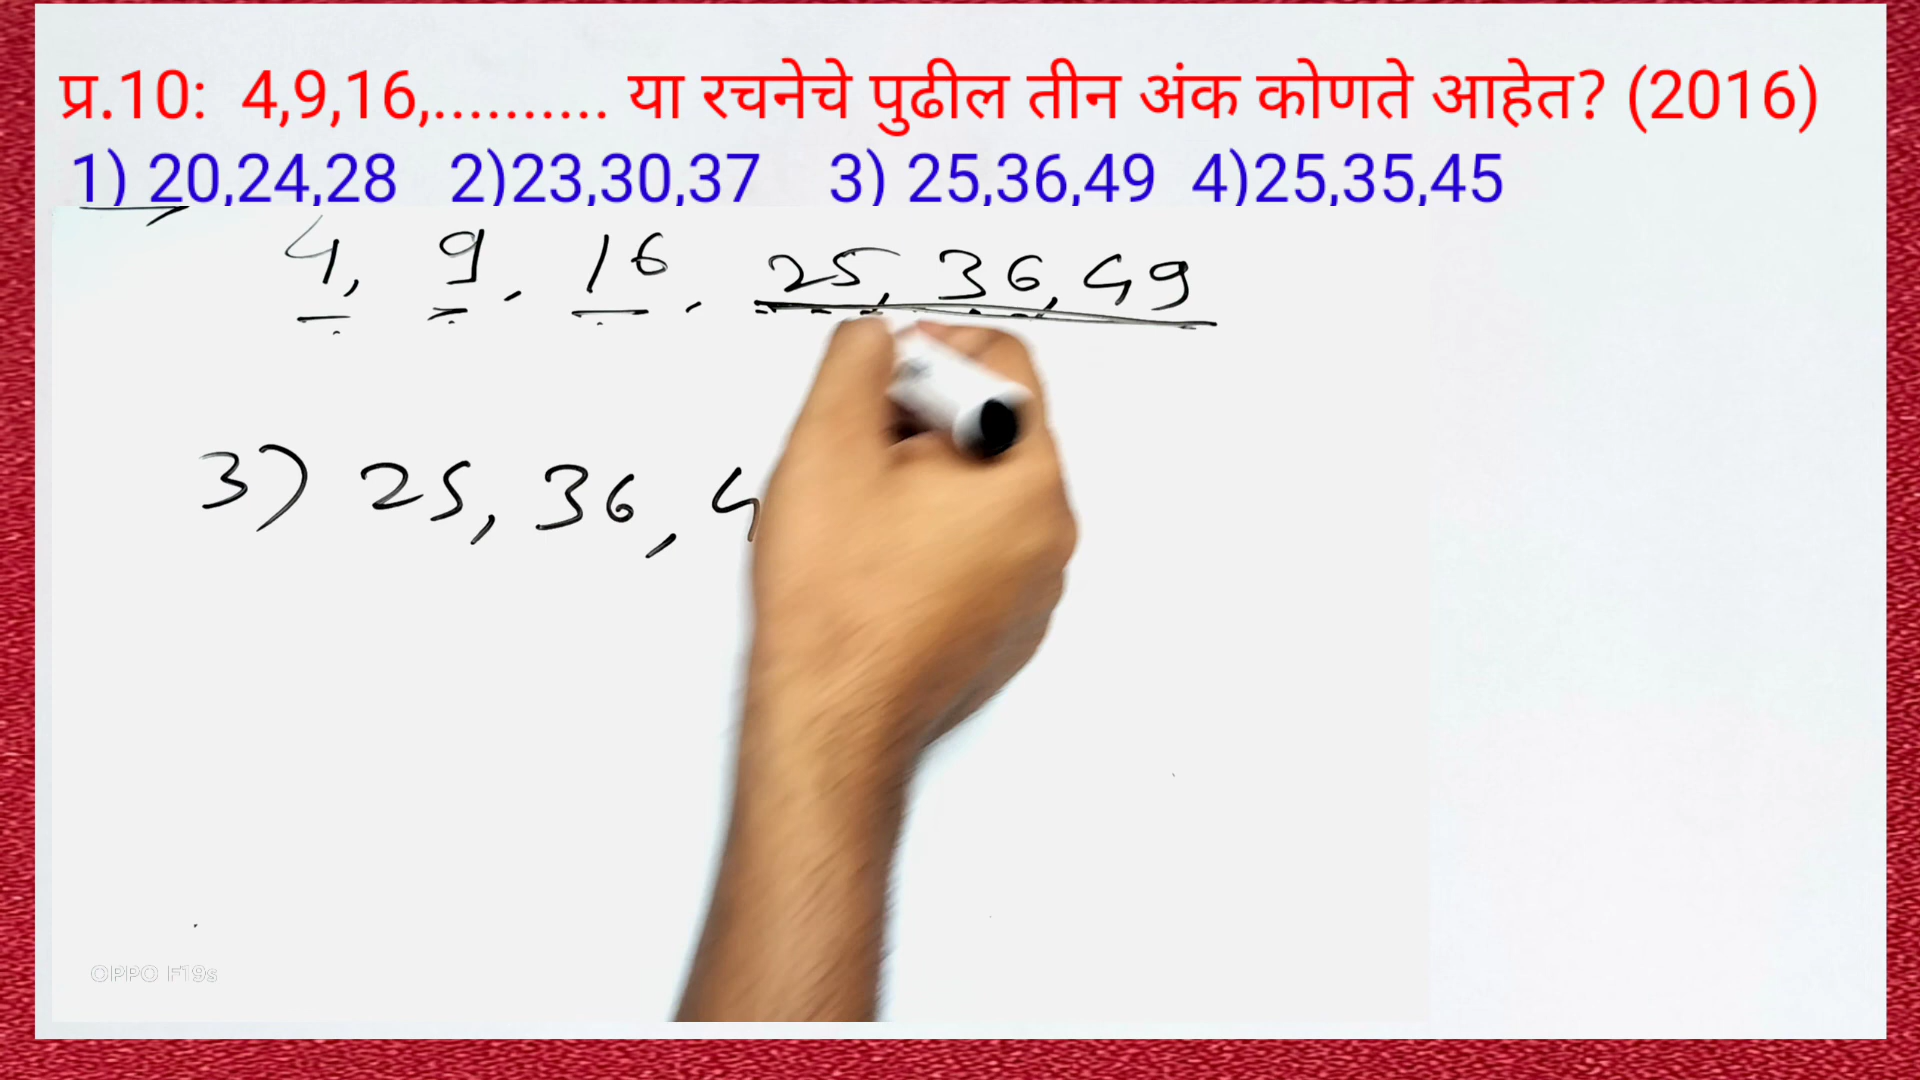 प्र.10: 4,9,16,.......... या रचनेचे पुढील तीन अंक कोणते आहेत? (2016)
1) 20,24,28 2)23,30,37 3) 25,36,49 4)25,35,45
4, 9, 16, 25, 36, 49
3) 25, 36, 4
OPPO F19s